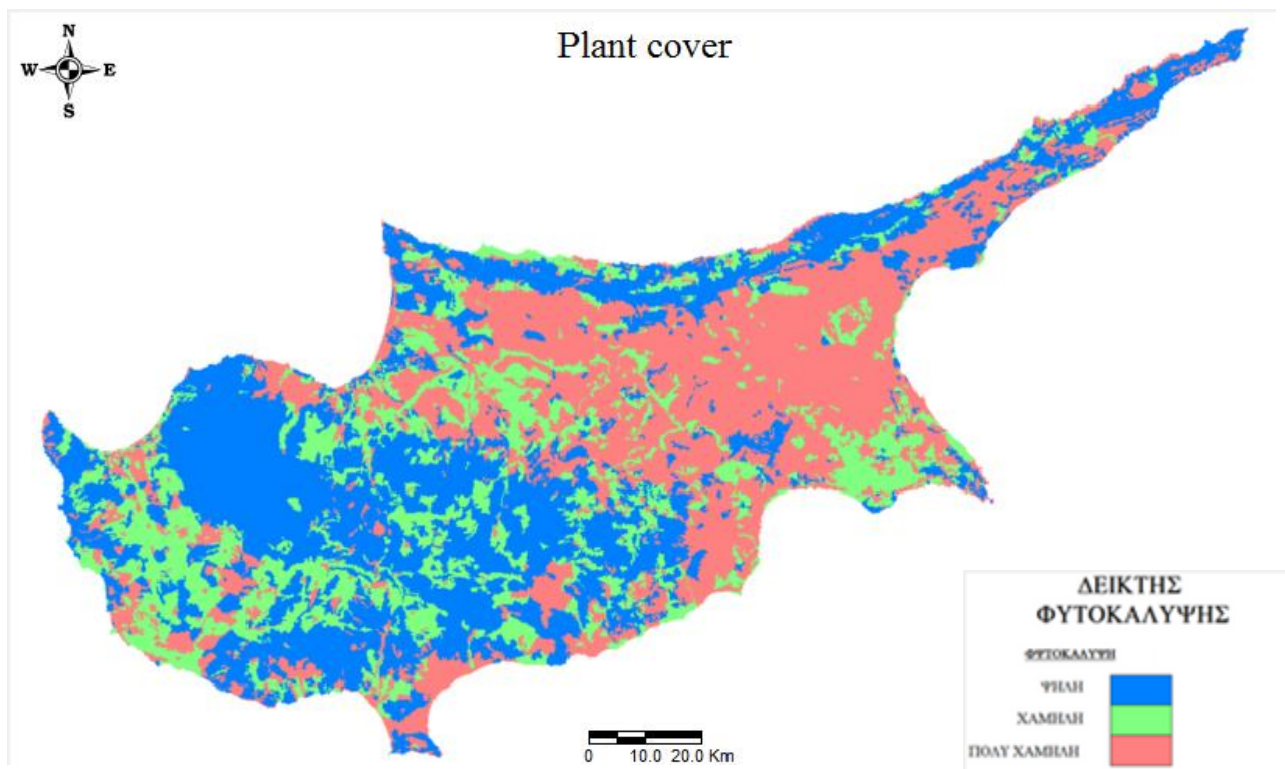 Plant cover
N
W E
S
ΔΕΙΚΤΗΣ
ΦΥΤΟΚΑΛΥΨΗΣ
ΦΥΤΟΚΑΛΥΨΗ
ΨΗΛΗ
ΧΑΜΗΛΗ
ΠΟΛΥ ΧΑΜΗΛΗ
0 10.0 20.0 Km